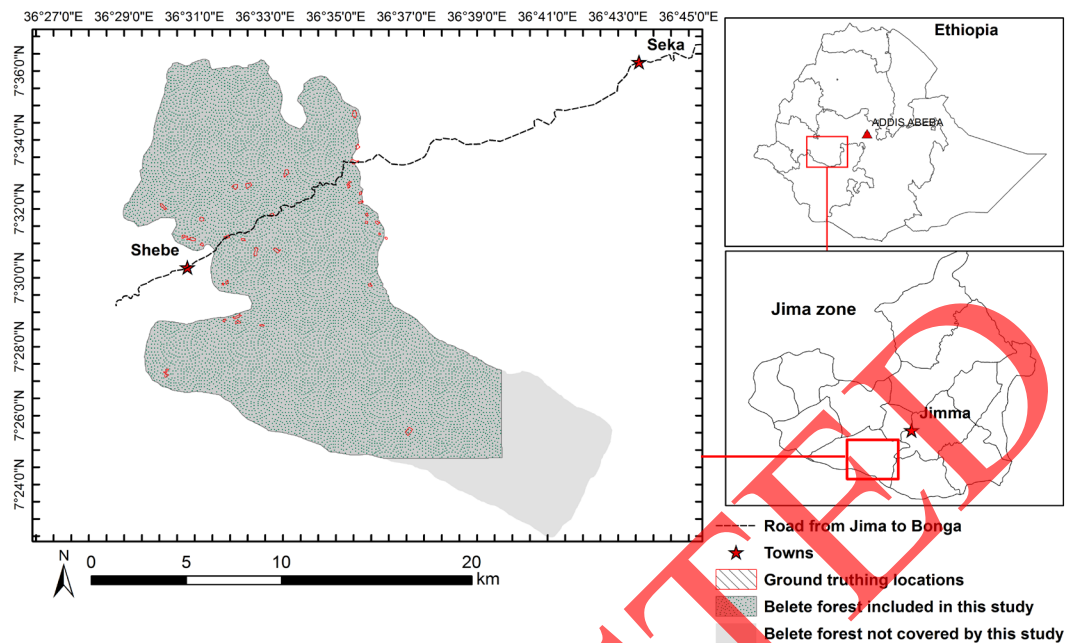 36°27'0"E 36°29'0"E 36°31'0"E 36°33'0"E 36°35'0"E 36°37'0"E 36°39'0"E 36°41'0"E 36°43'0"E 36°45'0"E
7°36'0"N
7°34'0"N
7°32'0"N
7°30'0"N
7°28'0"N
7°26'0"N
7°24'0"N
Seka
Shebe
N
0 5 10 20
km
Ethiopia
ADDIS ABEBA
Jima zone
Jimma
Road from Jima to Bonga
Towns
Ground truthing locations
Belete forest included in this study
Belete forest not covered by this study
TED